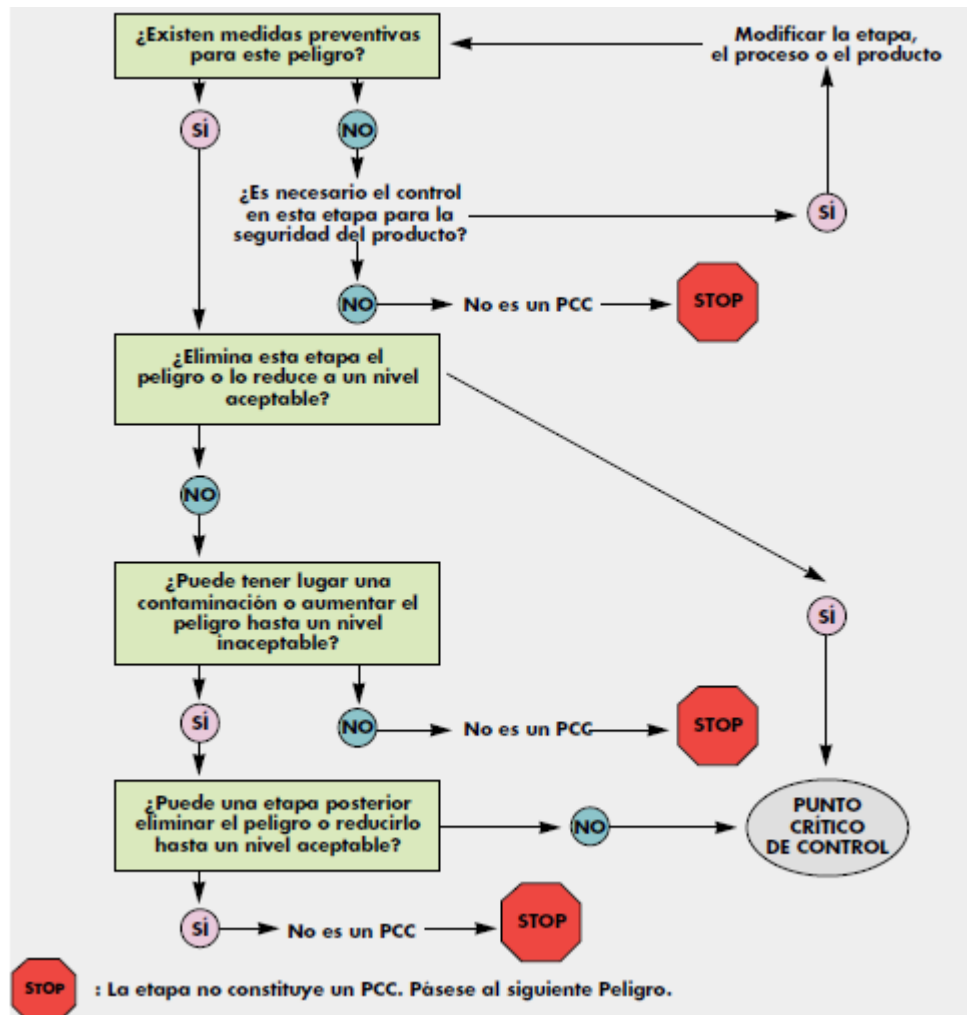 ¿Existen medidas preventivas
para este peligro?
Modificar la etapa,
el proceso o el producto
SÍ
NO
¿Es necesario el control
en esta etapa para la
seguridad del producto?
SÍ
NO
No es un PCC
STOP
¿Elimina esta etapa el
peligro o lo reduce a un nivel
aceptable?
NO
¿Puede tener lugar una
contaminación o aumentar el
peligro hasta un nivel
inaceptable?
SÍ
SÍ
NO
No es un PCC
STOP
¿Puede una etapa posterior
eliminar el peligro o reducirlo
hasta un nivel aceptable?
NO
PUNTO
CRÍTICO
DE CONTROL
SÍ
No es un PCC
STOP
STOP
: La etapa no constituye un PCC. Pásese al siguiente Peligro.